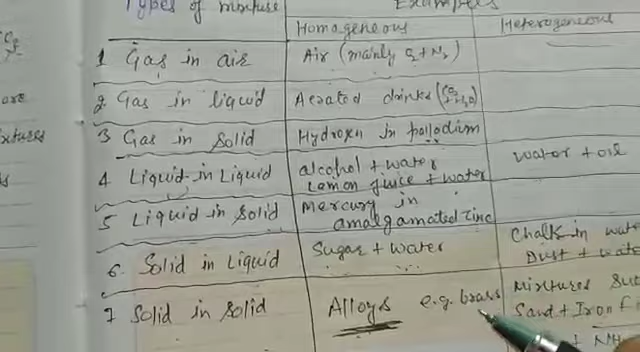 Types of mixture Examples
Homogeneous Heterogeneous
1 Gas in air Air (mainly O2+N2)
2 Gas in liquid Aerated drinks (CO2 + H2O)
3 Gas in Solid Hydrogen in palladium
4 Liquid in Liquid alcohol + water water + oil
Lemon juice + water
5 Liquid in Solid Mercury in
amalgamated zinc
6. Solid in Liquid Sugar + water Chalk in
Dust +
7 Solid in solid Alloys e.g. brass Mixtures
Sand + Iron